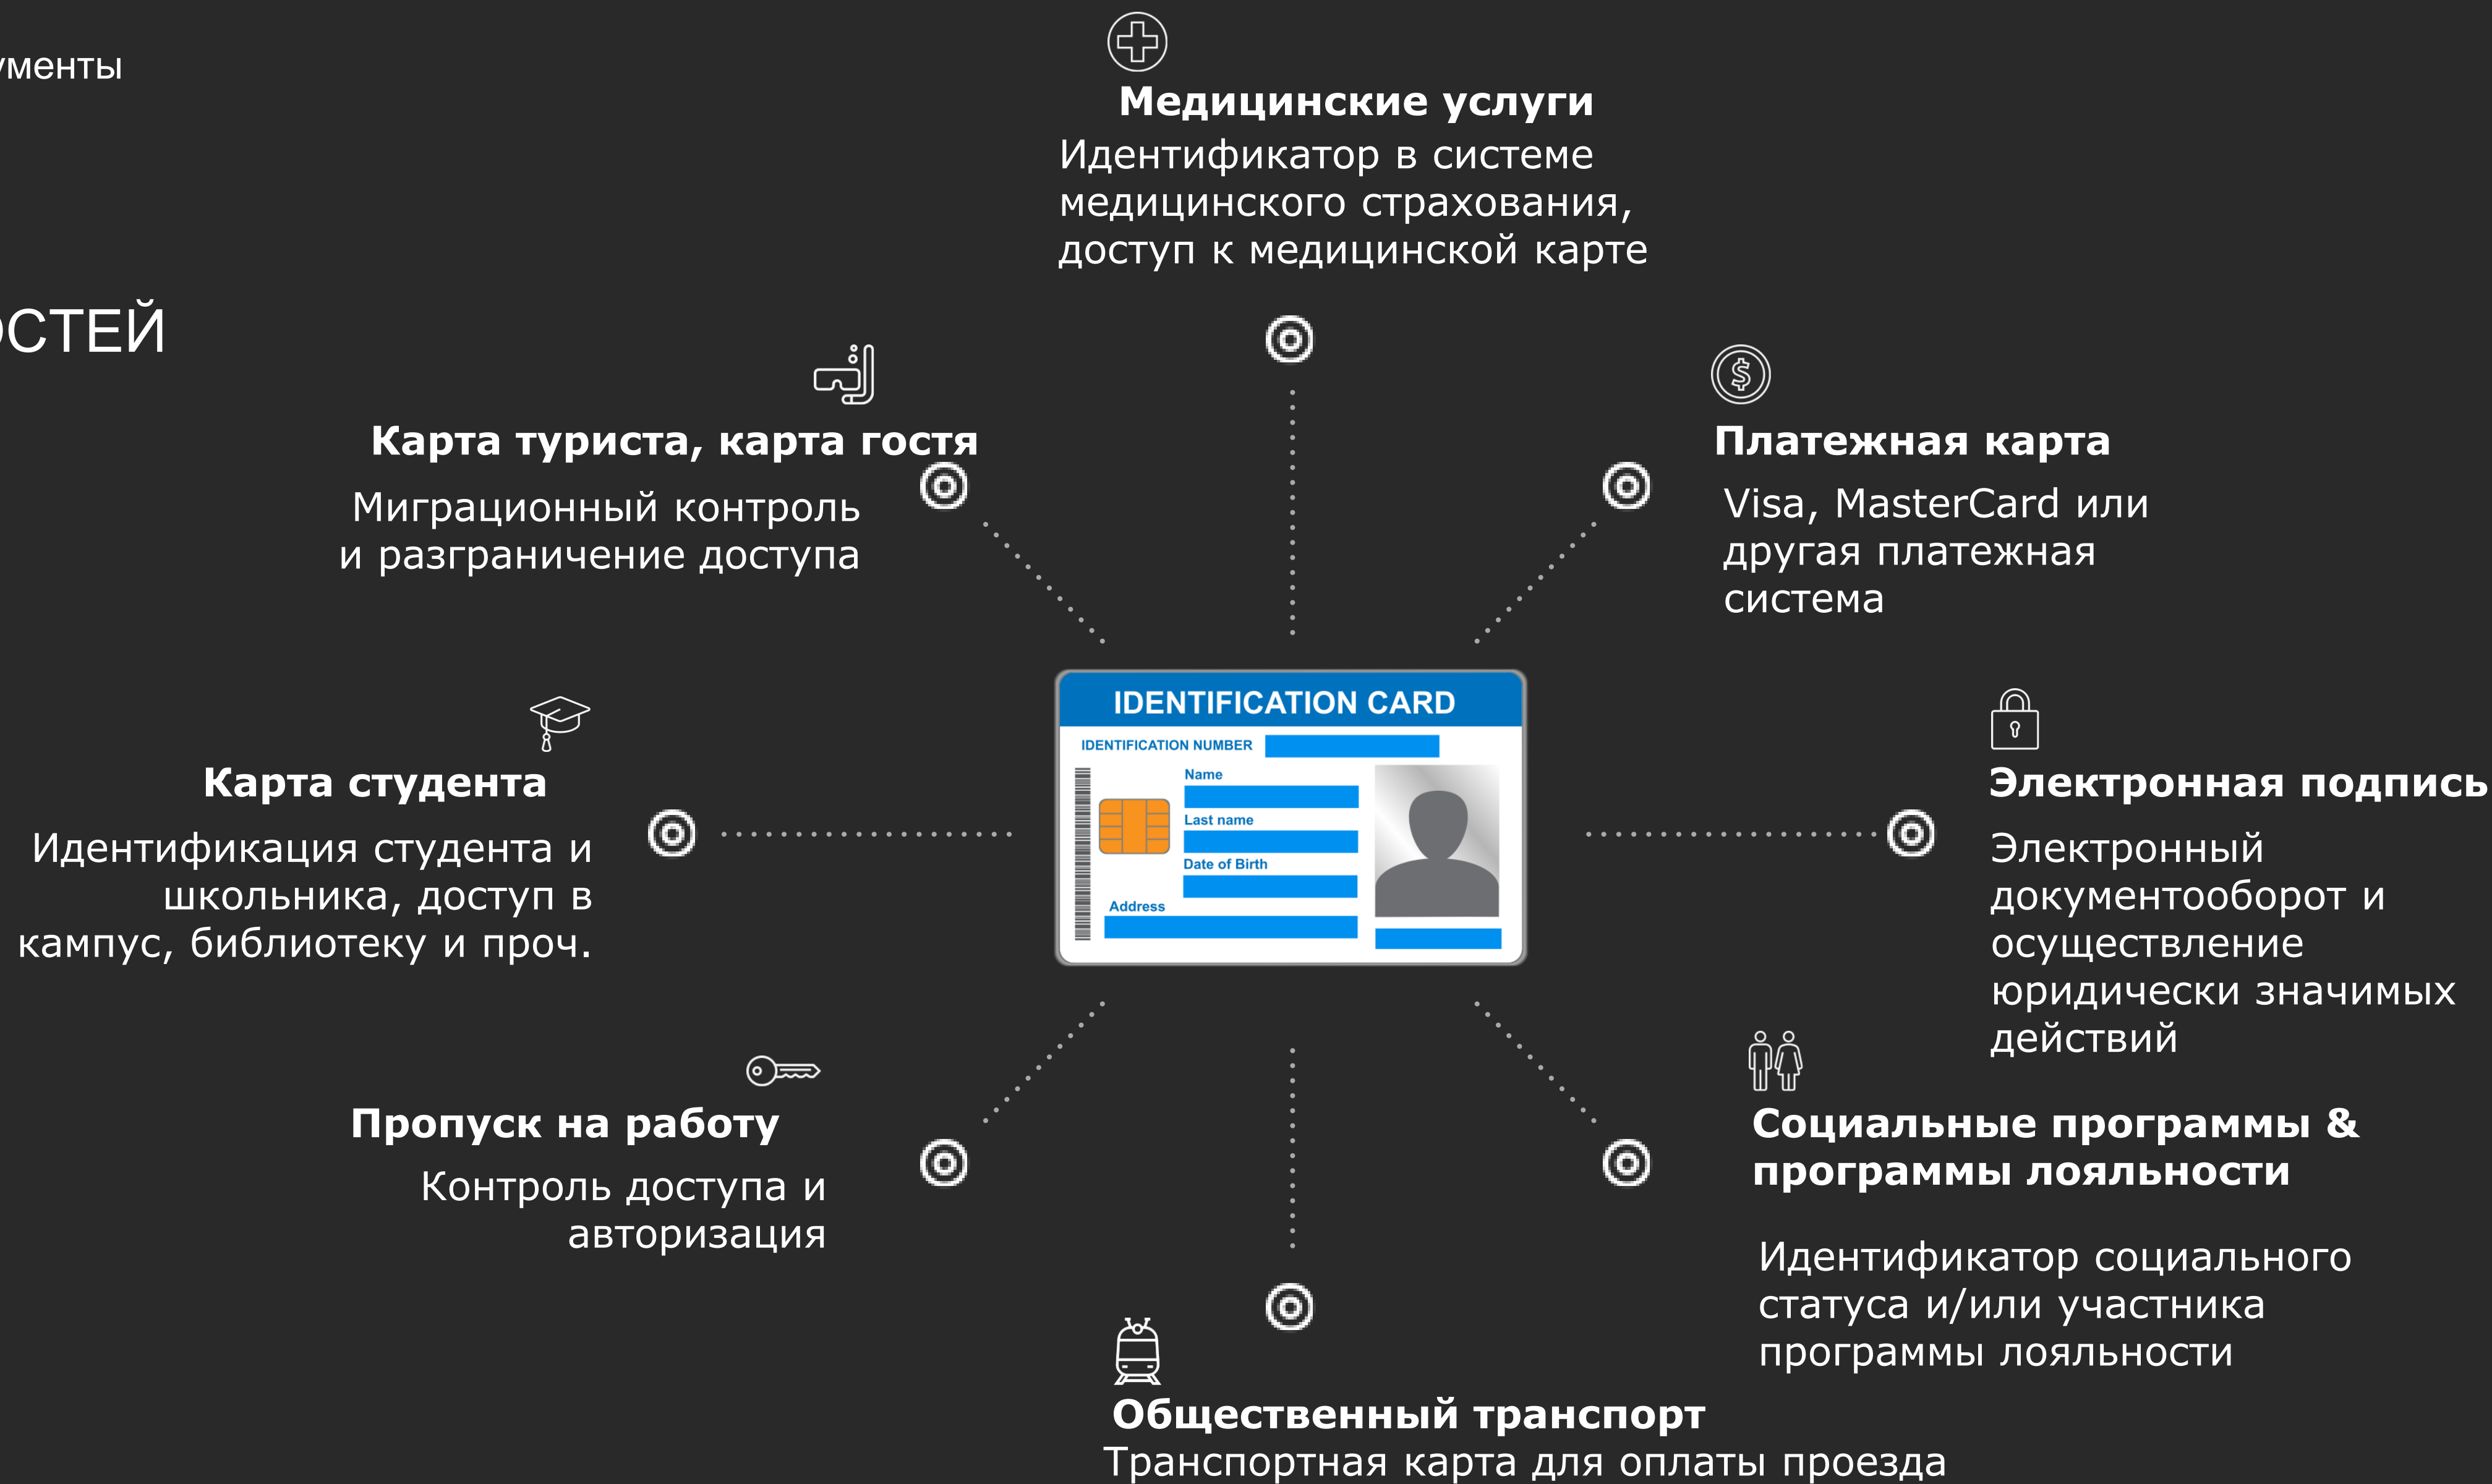 Медицинские услуги
Идентификатор в системе
медицинского страхования,
доступ к медицинской карте
Карта туриста, карта гостя
Миграционный контроль
и разграничение доступа
Платежная карта
Visa, MasterCard или
другая платежная
система
Карта студента
Идентификация студента и
школьника, доступ в
кампус, библиотеку и проч.
IDENTIFICATION CARD
IDENTIFICATION NUMBER
Name
Last name
Date of Birth
Address
Электронная подпись
Электронный
документооборот и
осуществление
юридически значимых
действий
Пропуск на работу
Контроль доступа и
авторизация
Социальные программы &
программы лояльности
Идентификатор социального
статуса и/или участника
программы лояльности
Общественный транспорт
Транспортная карта для оплаты проезда